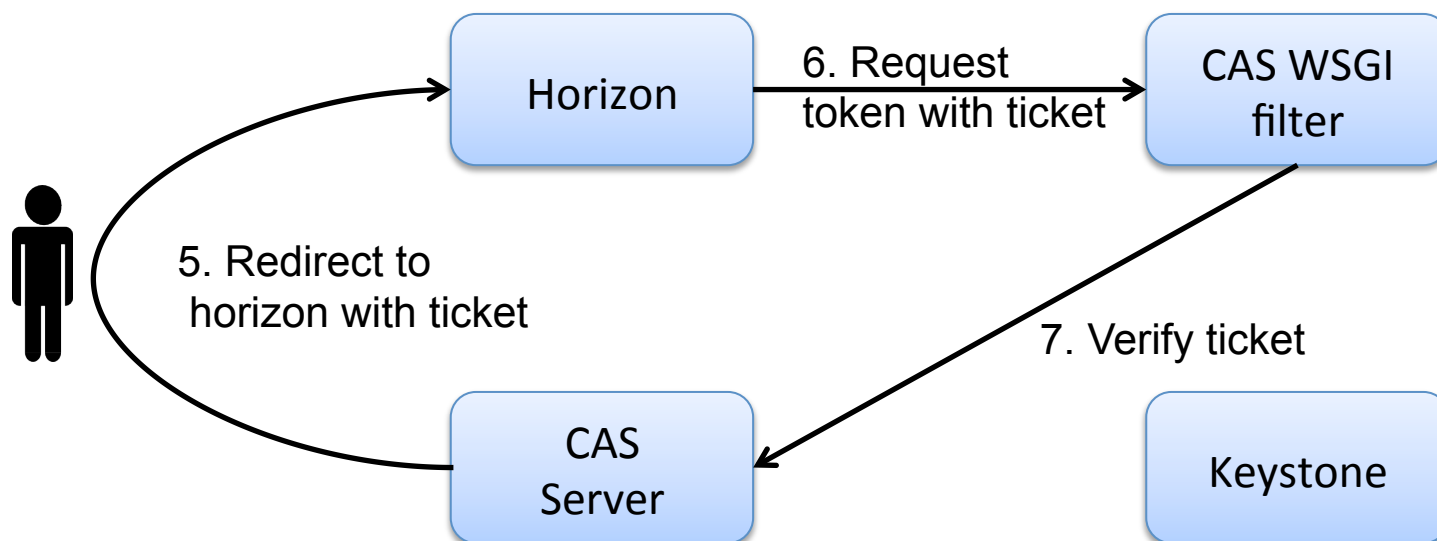 Horizon
6. Request
token with ticket
CAS WSGI
filter
5. Redirect to
horizon with ticket
7. Verify ticket
CAS
Server
Keystone